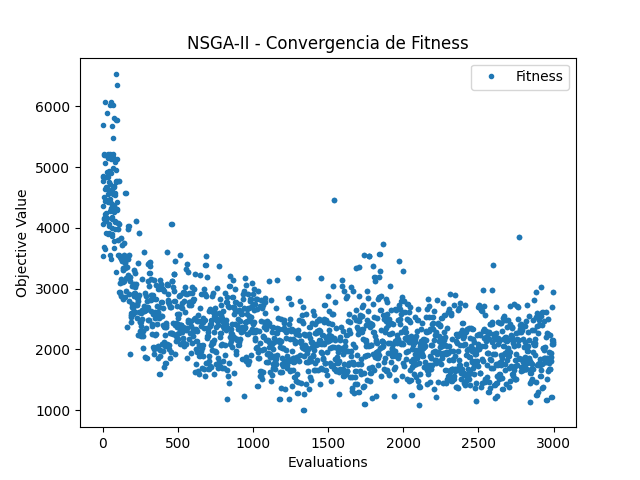 NSGA-II - Convergencia de Fitness
Fitness
6000
5000
4000
3000
2000
1000
Objective Value
0 500 1000 1500 2000 2500 3000
Evaluations